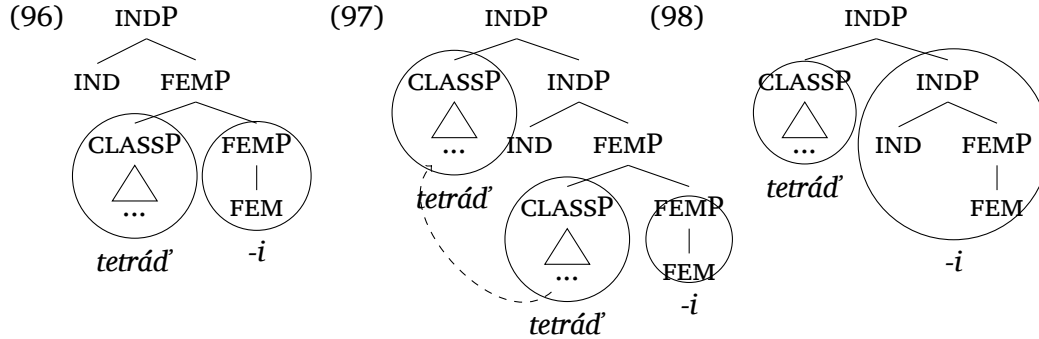 (96) INDP (97) INDP (98) INDP
IND FEMP CLASSP INDP CLASSP INDP
CLASSP FEMP ... IND FEMP ... IND FEMP
... FEM tetráď CLASSP FEMP tetráď FEM
tetráď -i ... FEM -i
tetráď -i